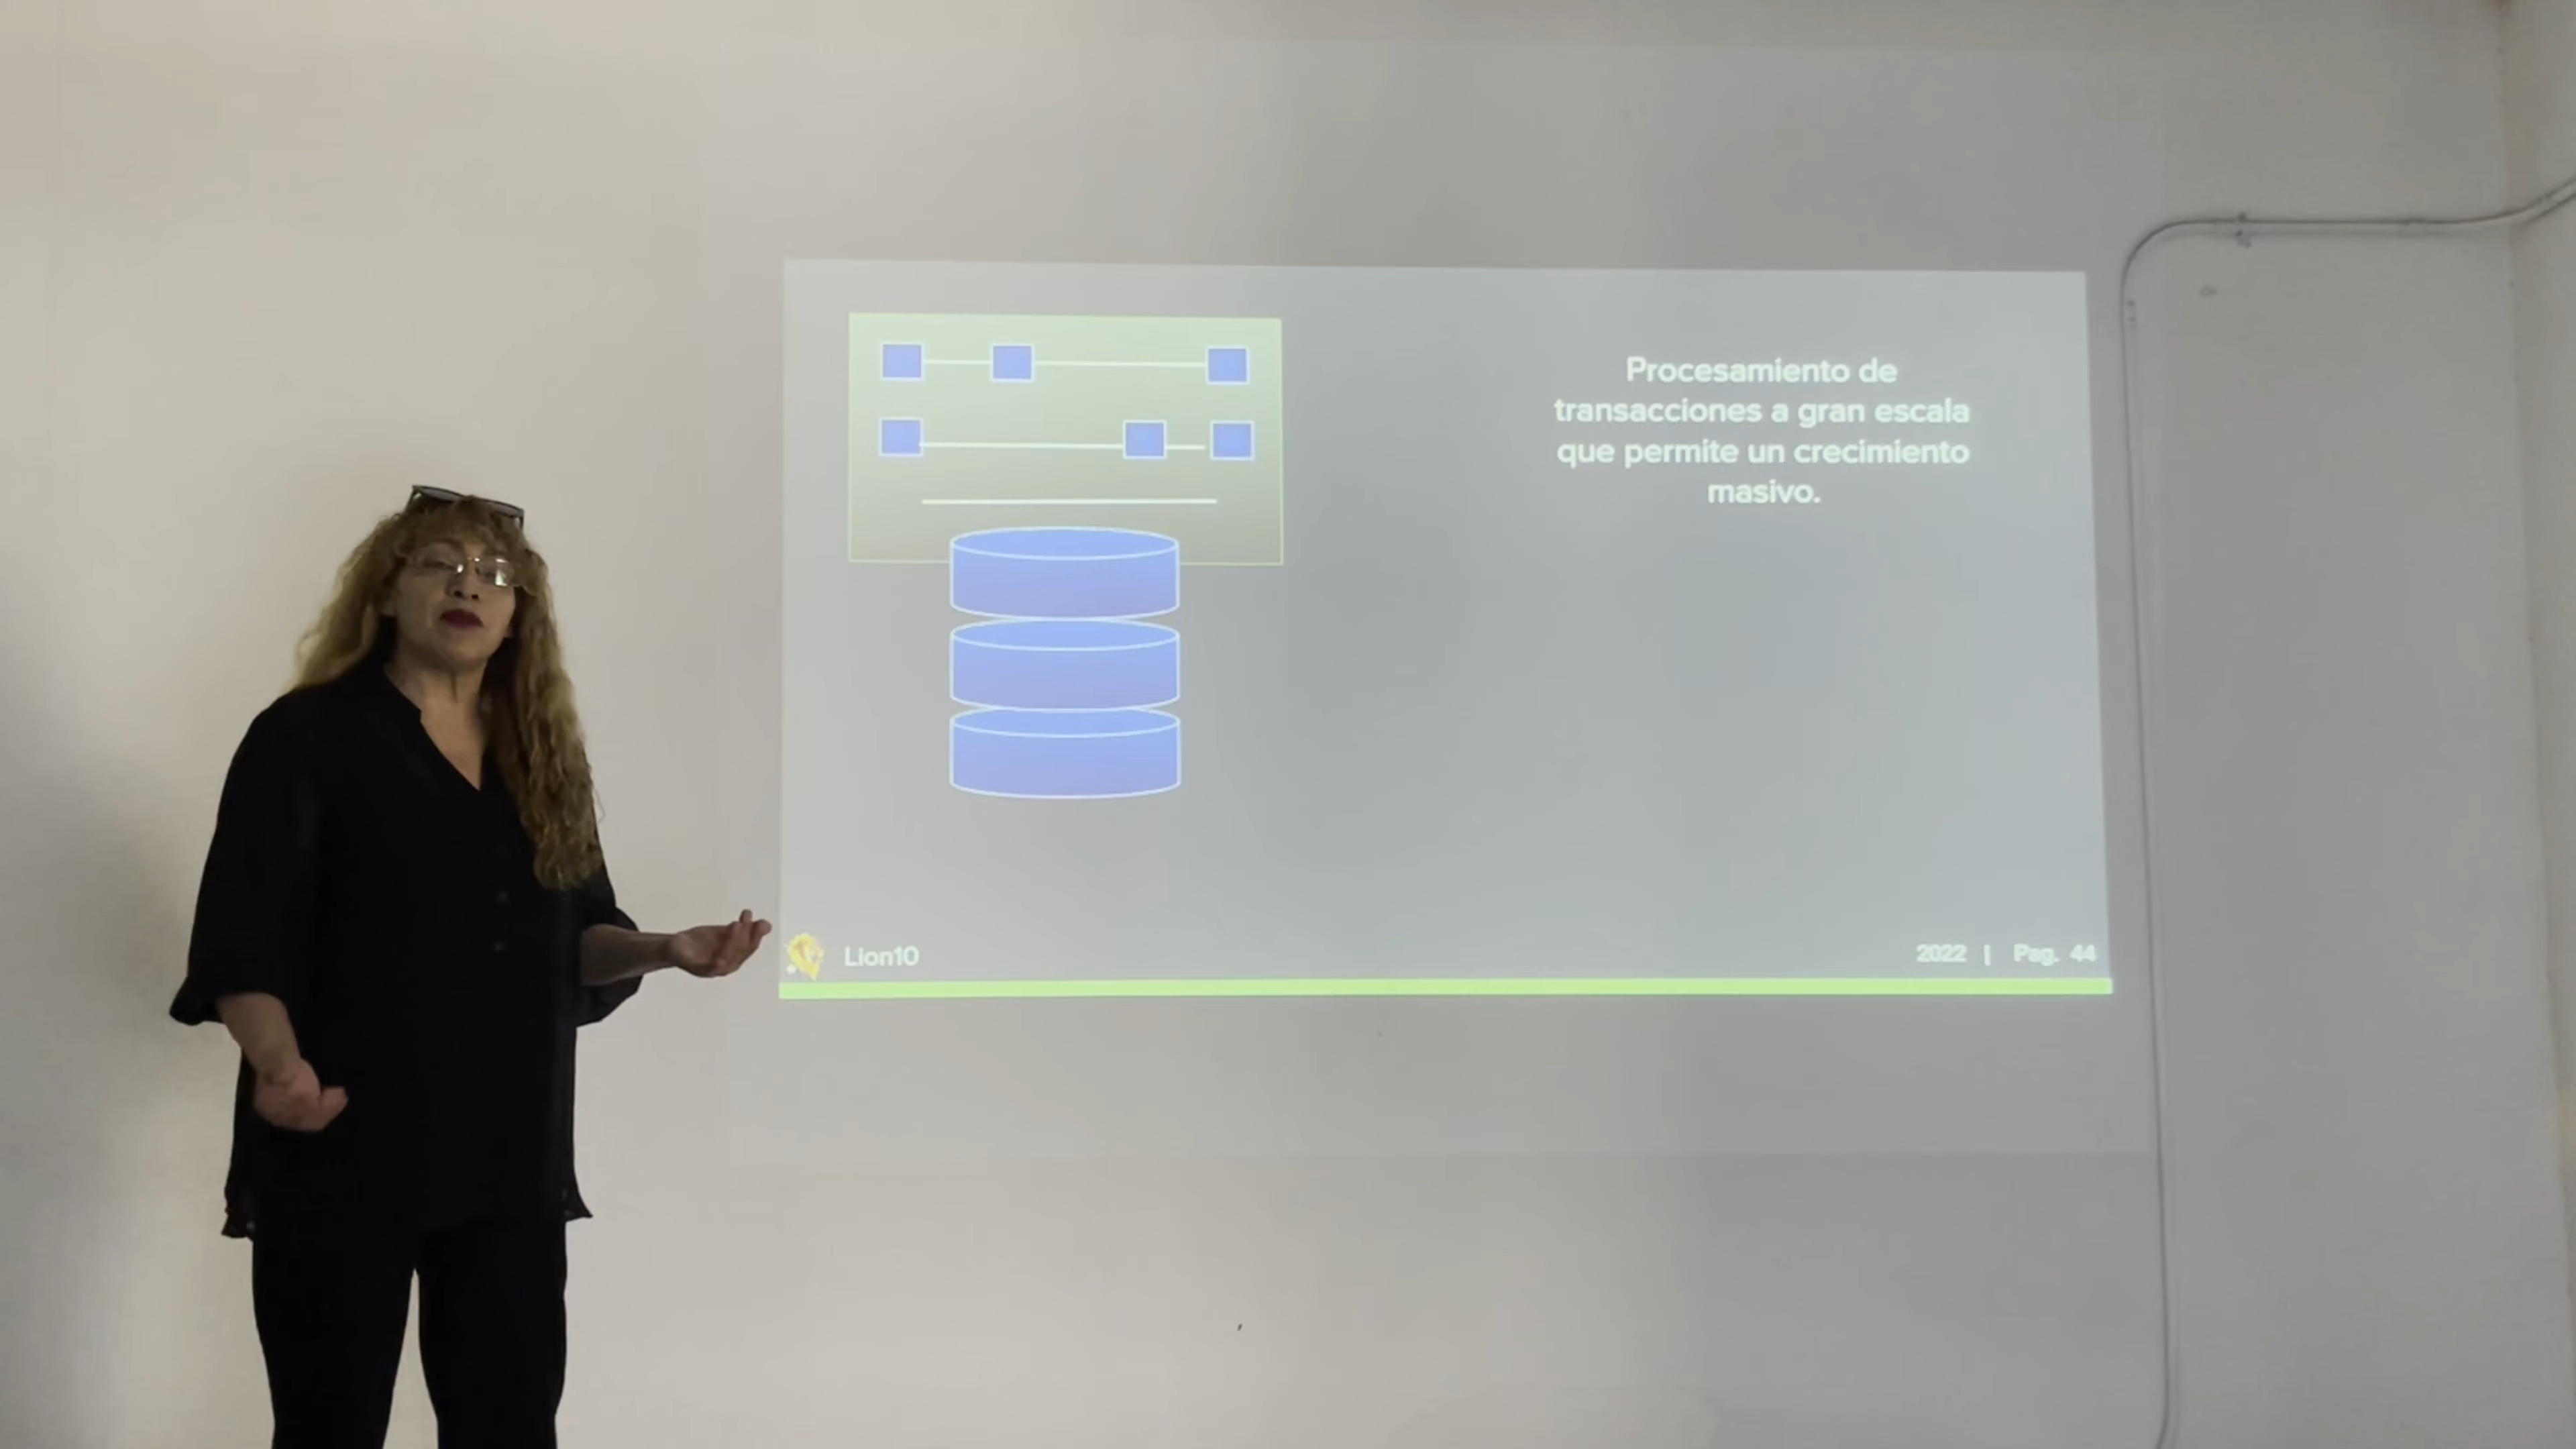 Procesamiento de
transacciones a gran escala
que permite un crecimiento
masivo.
Lion10
2022 | Pag. 44